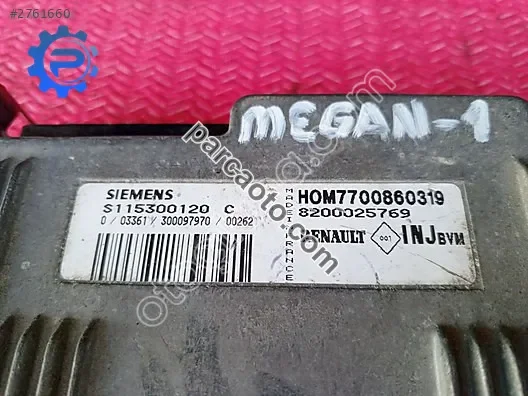 #2761660
MEGAN-1
SIEMENS
S115300120 C
0 / 03361 / 300097970 / 00262
MADE IN FRANCE
HOM7700860319
8200025769
RENAULT 001 INJ BVM
parcaoto.com